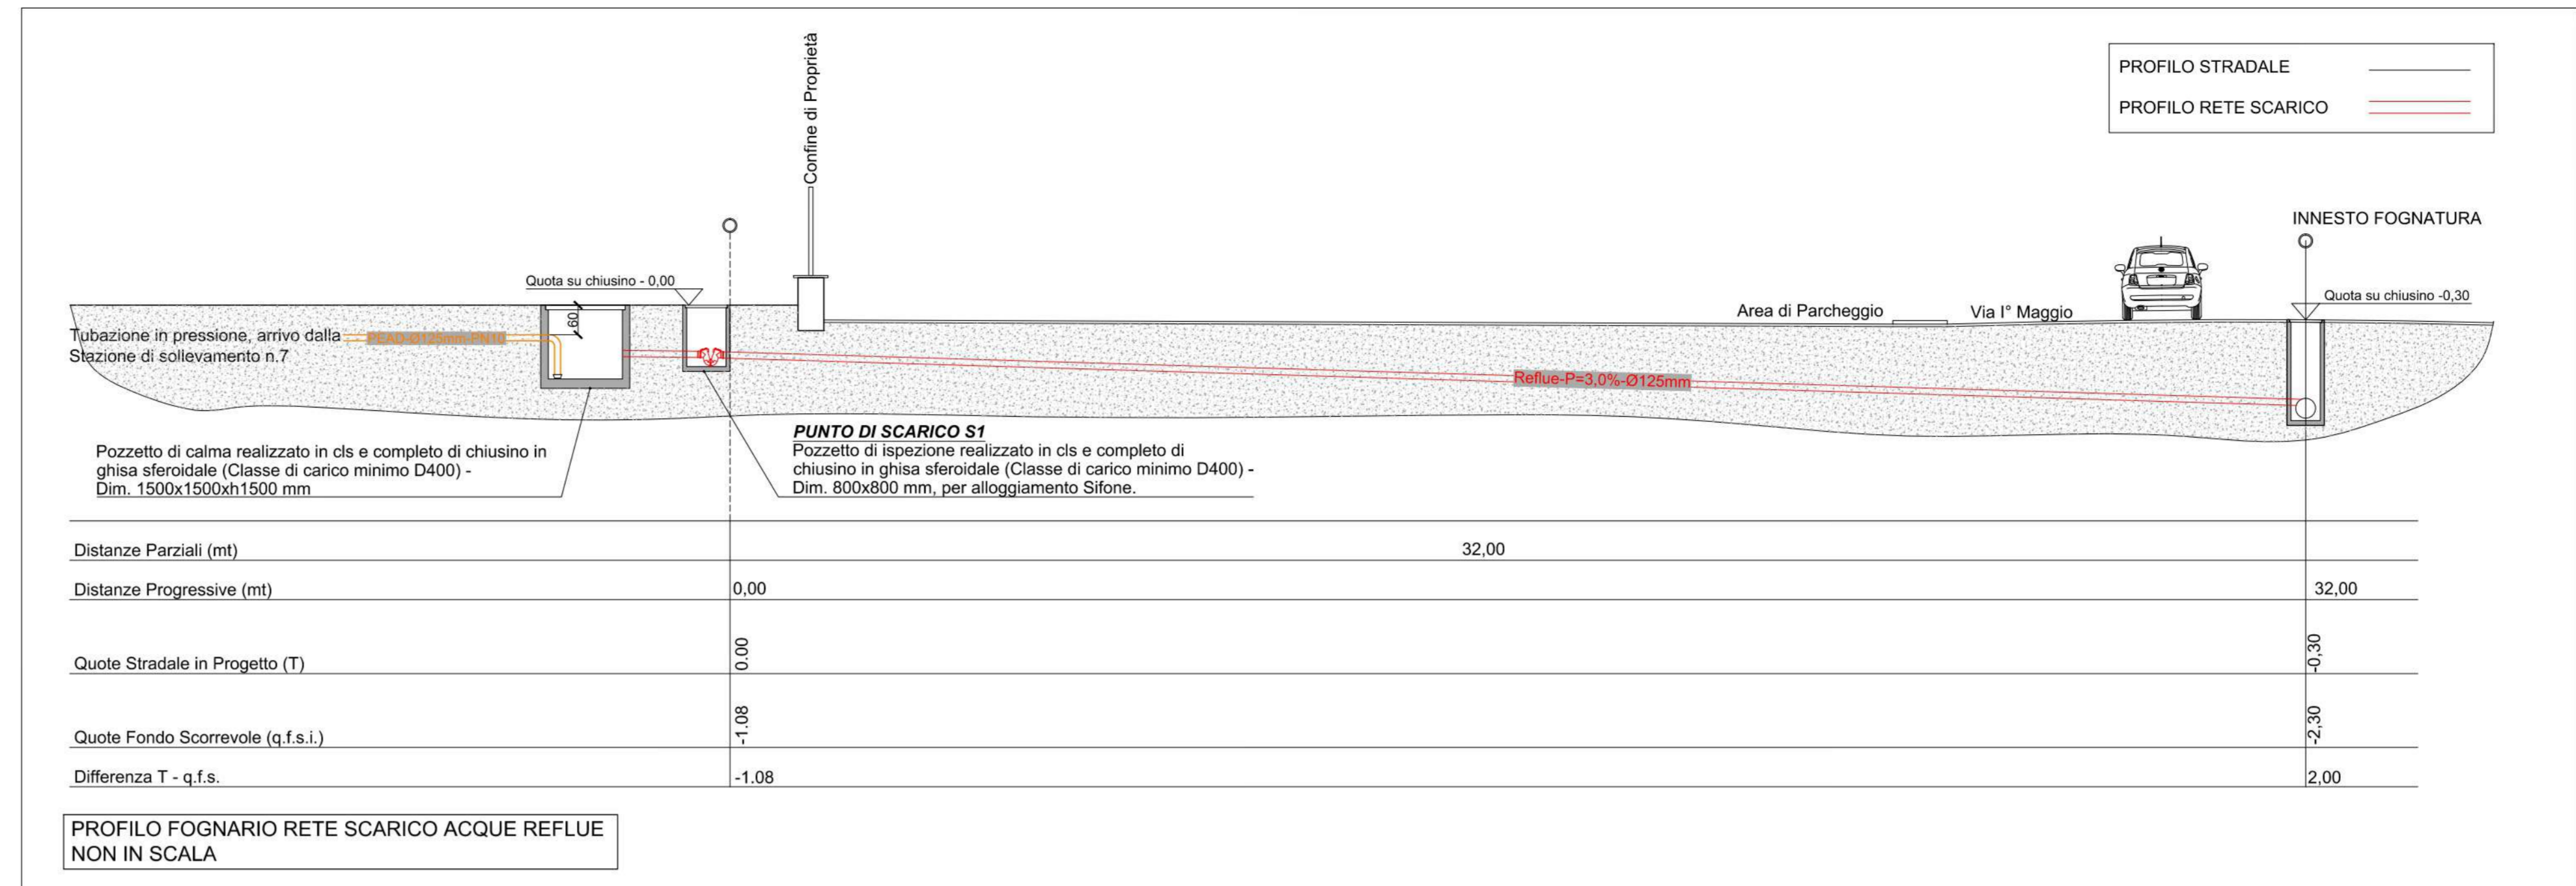 Confine di Proprietà
PROFILO STRADALE
PROFILO RETE SCARICO
INNESTO FOGNATURA
Quota su chiusino - 0,00
Quota su chiusino -0,30
Area di Parcheggio
Via I° Maggio
.60
Tubazione in pressione, arrivo dalla
Stazione di sollevamento n.7
PEAD-Ø125mm-PN10
Reflue-P=3,0%-Ø125mm
Pozzetto di calma realizzato in cls e completo di chiusino in
ghisa sferoidale (Classe di carico minimo D400) -
Dim. 1500x1500xh1500 mm
PUNTO DI SCARICO S1
Pozzetto di ispezione realizzato in cls e completo di
chiusino in ghisa sferoidale (Classe di carico minimo D400) -
Dim. 800x800 mm, per alloggiamento Sifone.
Distanze Parziali (mt) 32,00
Distanze Progressive (mt) 0,00 32,00
Quote Stradale in Progetto (T) 0.00 -0,30
Quote Fondo Scorrevole (q.f.s.i.) -1.08 -2,30
Differenza T - q.f.s. -1.08 2,00
PROFILO FOGNARIO RETE SCARICO ACQUE REFLUE
NON IN SCALA